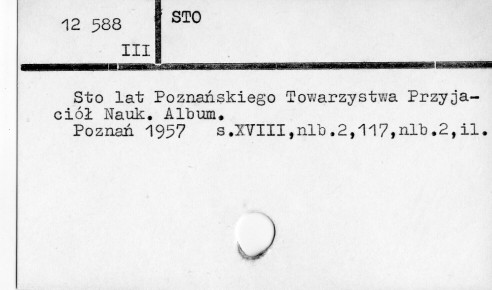 12 588
III
STO
Sto lat Poznańskiego Towarzystwa Przyja-
ciół Nauk. Album.
Poznań 1957 s.XVIII,nlb.2,117,nlb.2,il.